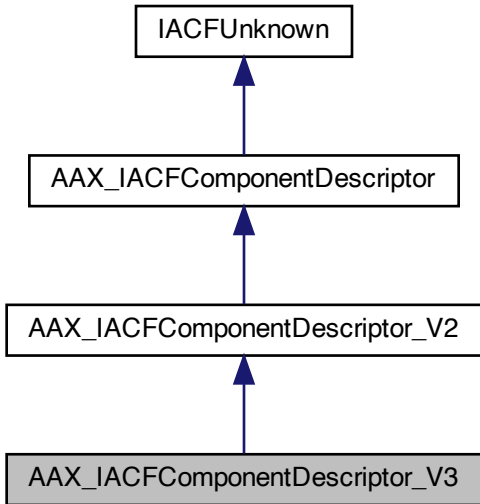 IACFUnknown
AAX_IACFComponentDescriptor
AAX_IACFComponentDescriptor_V2
AAX_IACFComponentDescriptor_V3